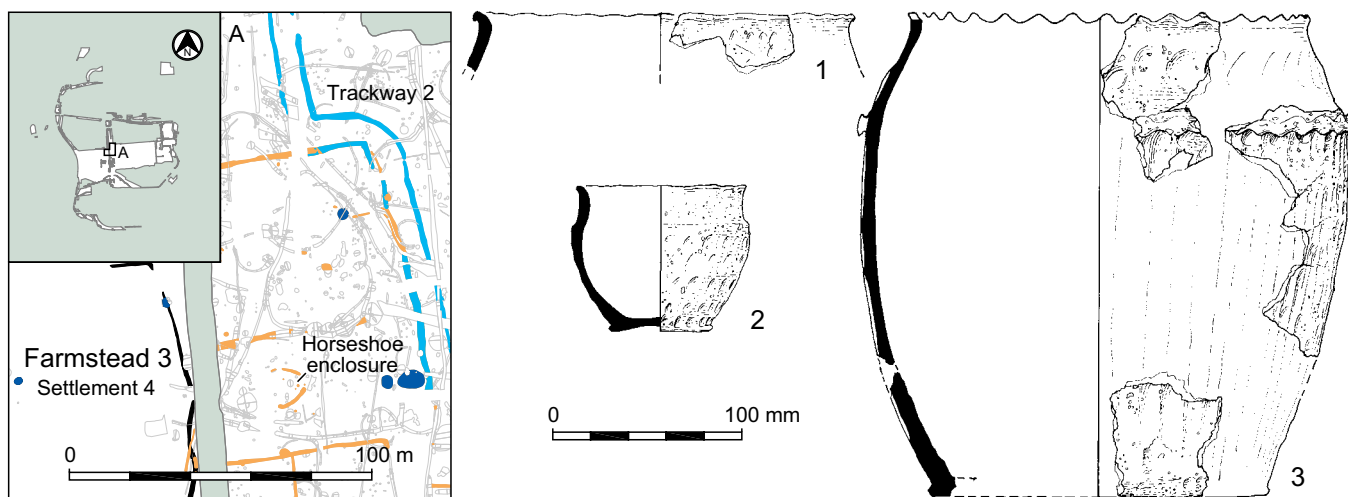 N
A
A
Trackway 2
Farmstead 3
Settlement 4
Horseshoe
enclosure
0 100 m
1
2
0 100 mm
3